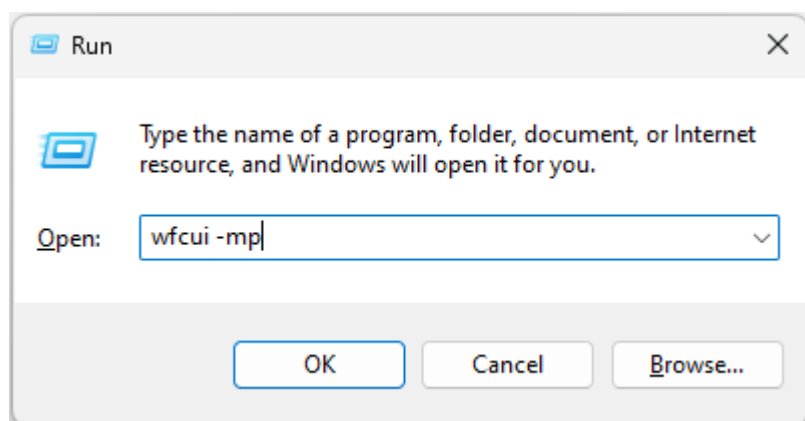 Run
Type the name of a program, folder, document, or Internet
resource, and Windows will open it for you.
Open: wfcui -mp
OK Cancel Browse...